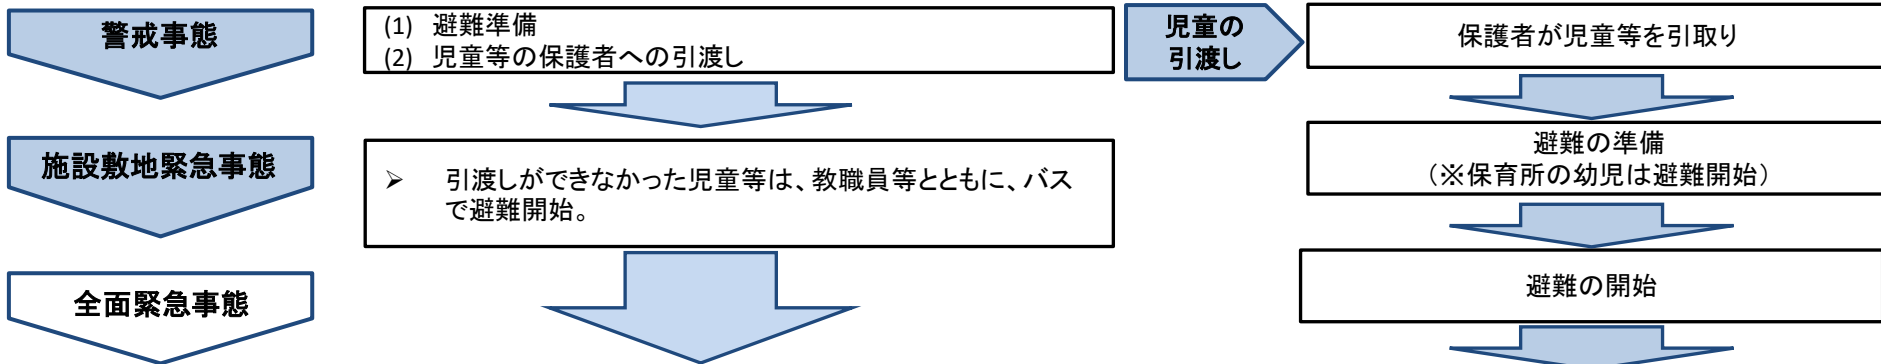 警戒事態
(1) 避難準備
(2) 児童等の保護者への引渡し
児童の
引渡し
保護者が児童等を引取り
施設敷地緊急事態
➢ 引渡しができなかった児童等は、教職員等とともに、バス
で避難開始。
避難の準備
(※保育所の幼児は避難開始)
全面緊急事態
避難の開始